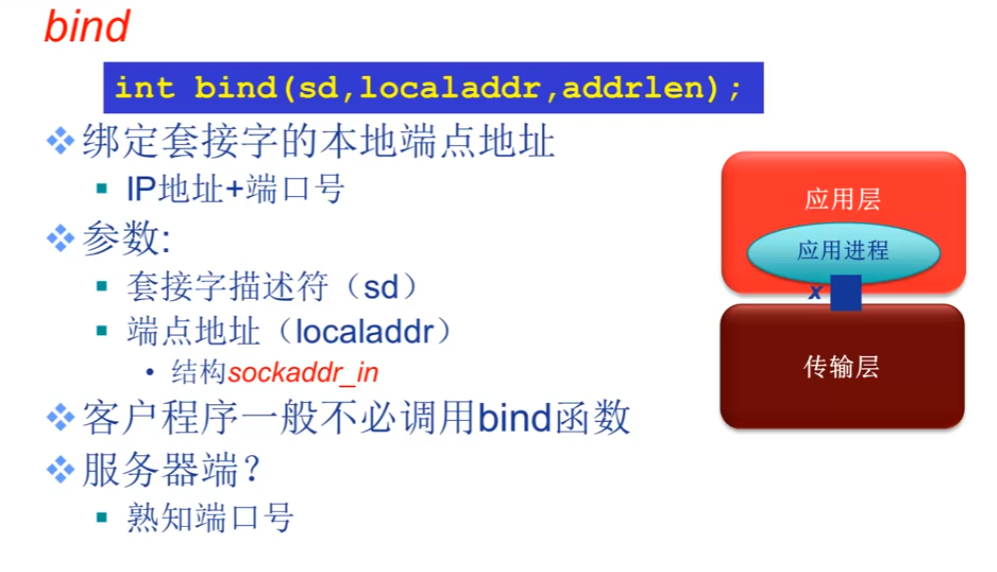 bind
int bind(sd,localaddr,addrlen);
绑定套接字的本地端点地址
IP地址+端口号
参数:
套接字描述符（sd）
端点地址（localaddr）
结构sockaddr_in
客户程序一般不必调用bind函数
服务器端？
熟知端口号
应用层
应用进程
x
传输层